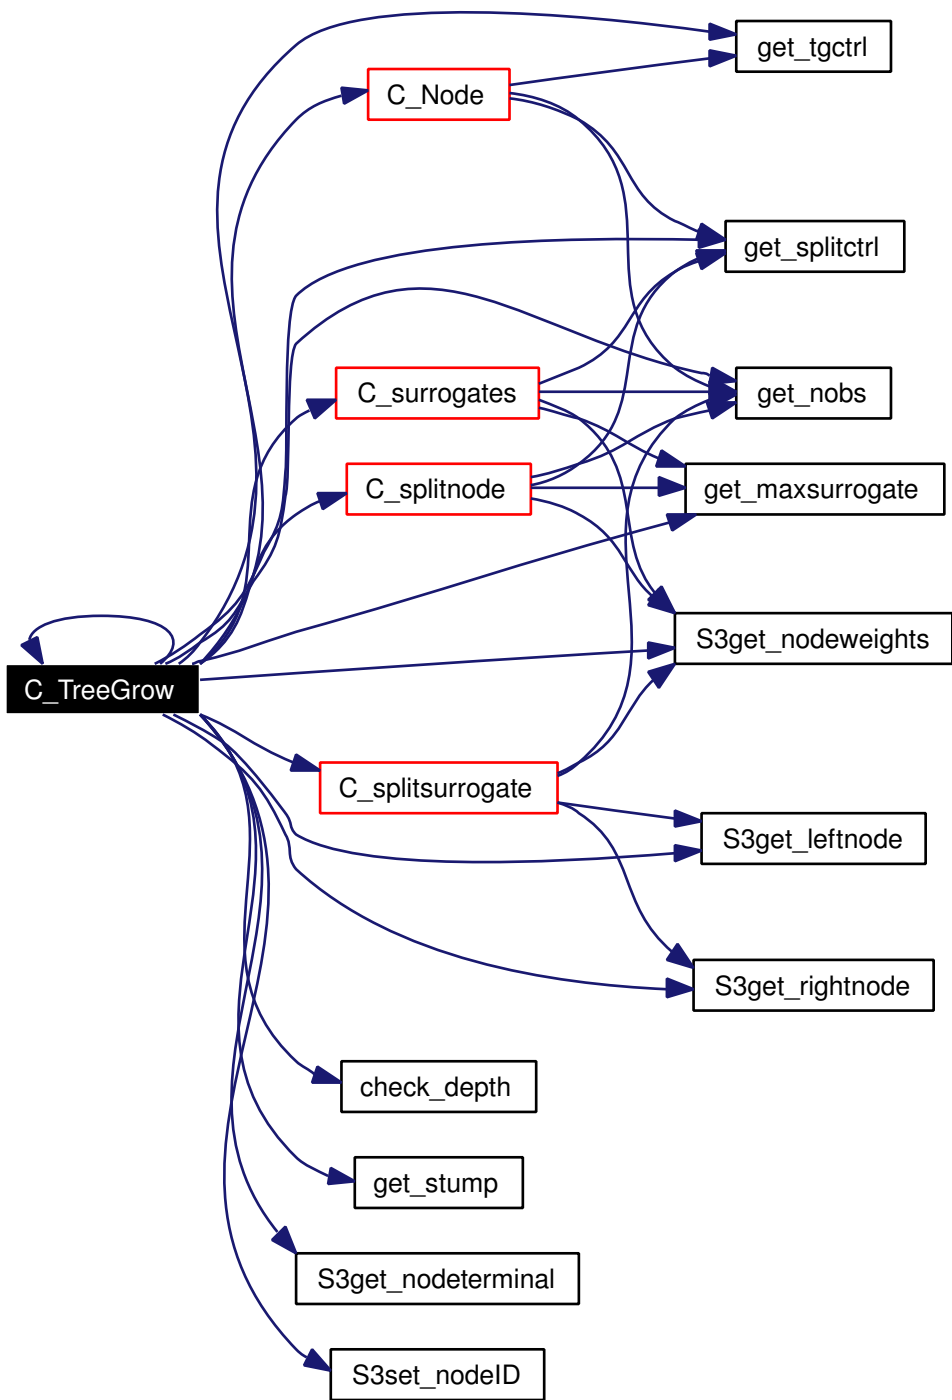 get_tgctrl
C_Node
get_splitctrl
C_surrogates
get_nobs
C_splitnode
get_maxsurrogate
S3get_nodeweights
C_TreeGrow
C_splitsurrogate
S3get_leftnode
S3get_rightnode
check_depth
get_stump
S3get_nodeterminal
S3set_nodeID